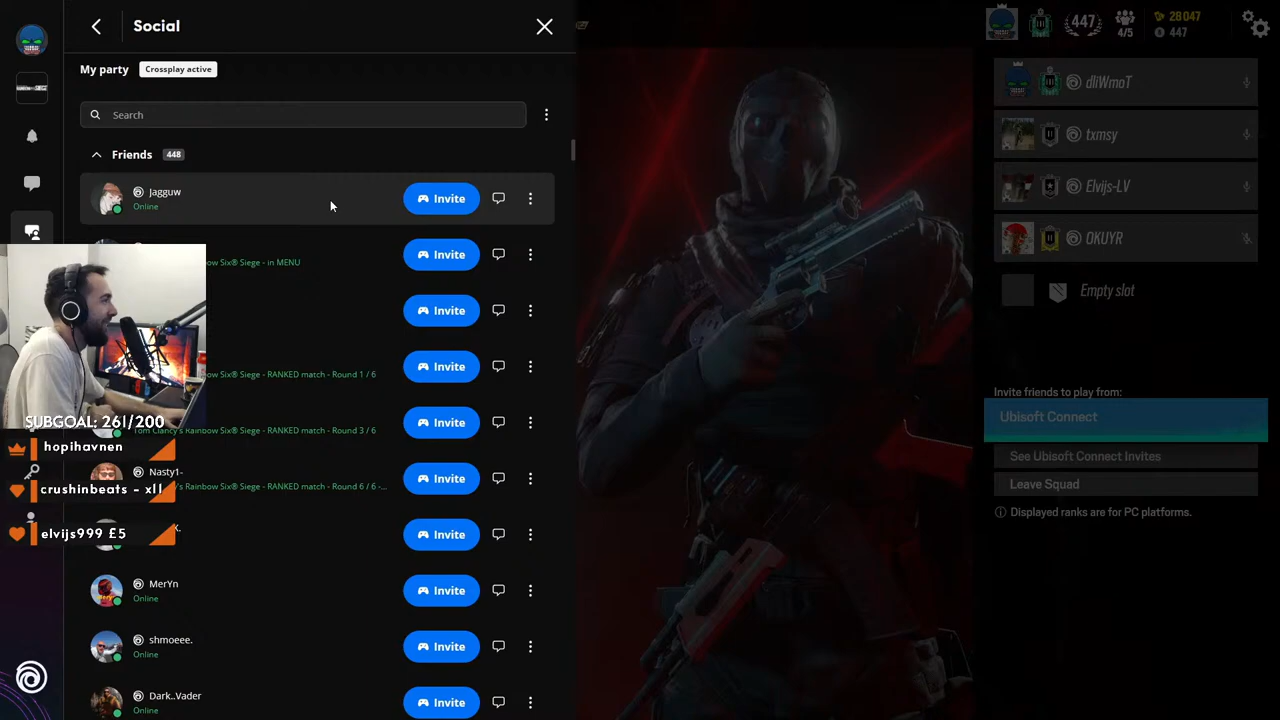 Social
My party
Crossplay active
Search
Friends 448
Jagguw
Online
Invite
ow Six® Siege - in MENU
Invite
Invite
ow Six® Siege - RANKED match - Round 1 / 6
Invite
Tom Clancy's Rainbow Six® Siege - RANKED match - Round 3 / 6
Invite
Nasty1-
's Rainbow Six® Siege - RANKED match - Round 6 / 6 -...
Invite
Invite
MerYn
Online
Invite
shmoeee.
Online
Invite
Dark..Vader
Online
Invite
SUBGOAL: 261/200
hopihavnen
crushinbeats - x11
elvijs999 £5
447
4/5
28 047
447
dliWmoT
txmsy
Elvijs-LV
OKUYR
Empty slot
Invite friends to play from:
Ubisoft Connect
See Ubisoft Connect Invites
Leave Squad
Displayed ranks are for PC platforms.